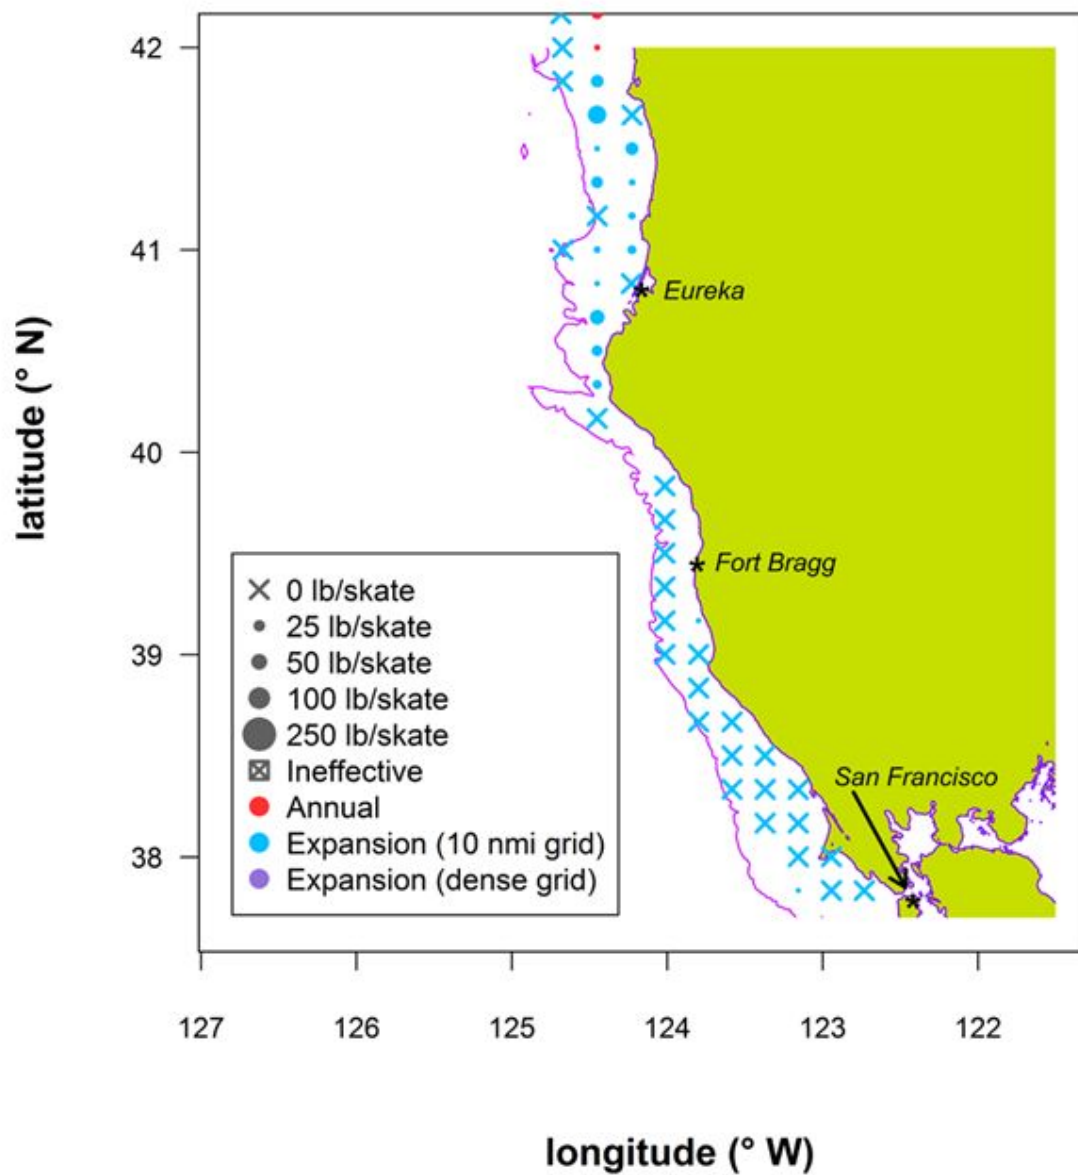 42
41
Eureka
40
Fort Bragg
0 lb/skate
25 lb/skate
50 lb/skate
39
100 lb/skate
250 lb/skate
Ineffective
San Francisco
Annual
Expansion (10 nmi grid)
38
Expansion (dense grid)
latitude (° N)
127 126 125 124 123 122
longitude (° W)